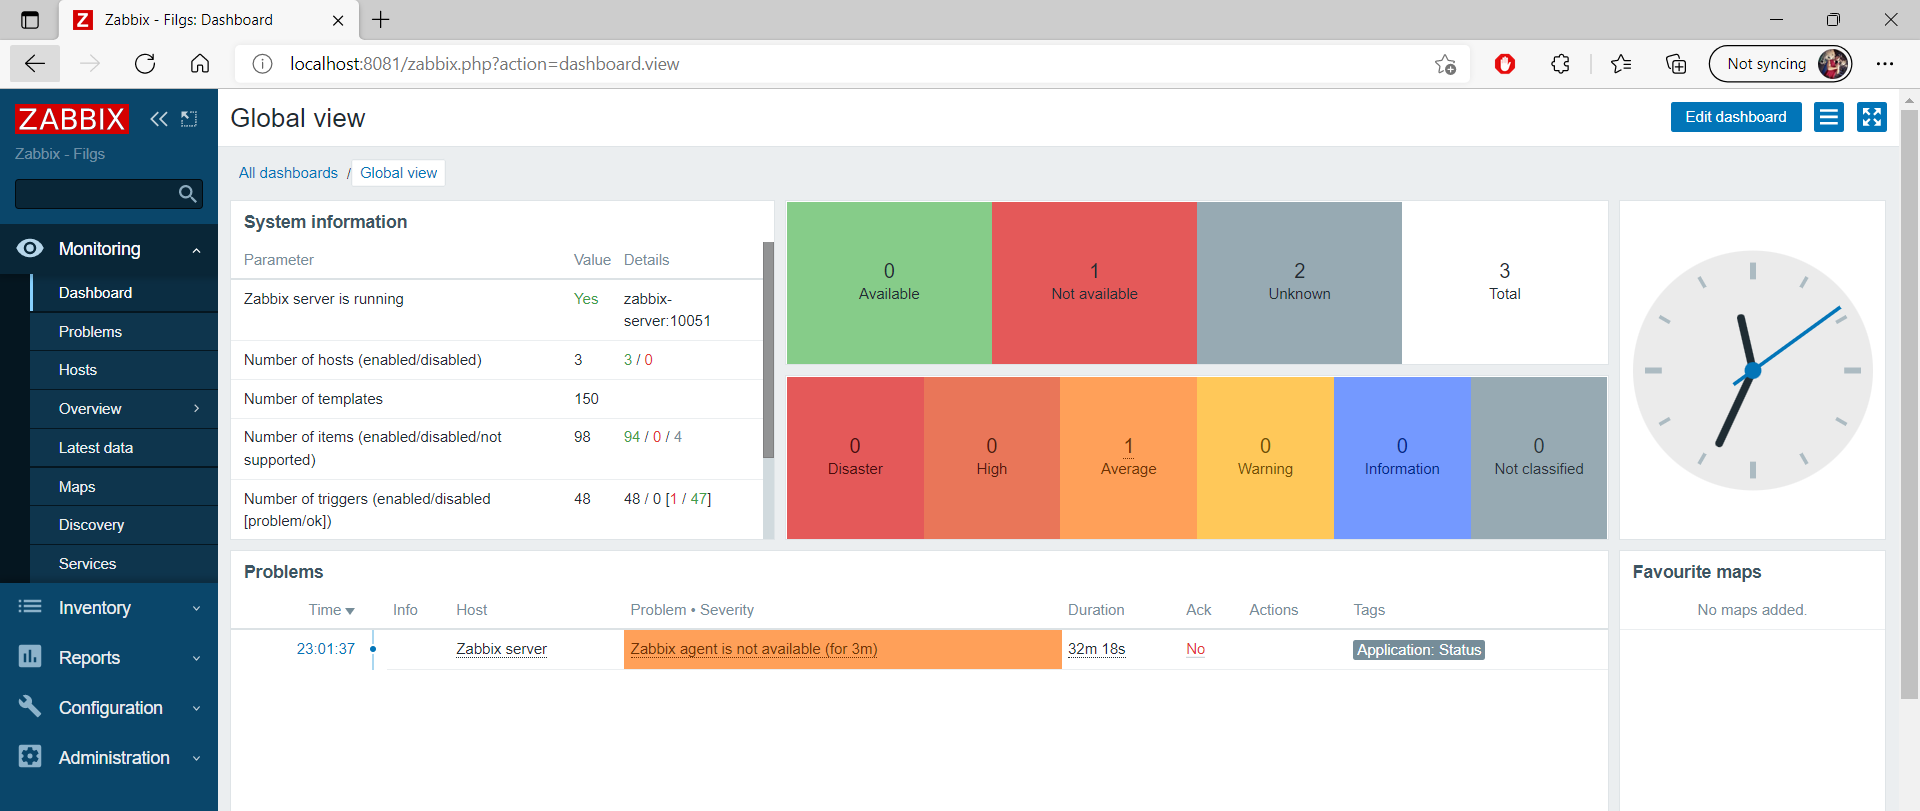 Zabbix - Filgs: Dashboard
localhost:8081/zabbix.php?action=dashboard.view
Not syncing
ZABBIX
Zabbix - Filgs
Monitoring
Dashboard
Problems
Hosts
Overview
Latest data
Maps
Discovery
Services
Inventory
Reports
Configuration
Administration
Global view
Edit dashboard
All dashboards / Global view
System information
Parameter Value Details
Zabbix server is running Yes zabbix-
server:10051
Number of hosts (enabled/disabled) 3 3 / 0
Number of templates 150
Number of items (enabled/disabled/not 98 94 / 0 / 4
supported)
Number of triggers (enabled/disabled 48 48 / 0 [1 / 47]
[problem/ok])
0 1 2 3
Available Not available Unknown Total
0 0 1 0 0 0
Disaster High Average Warning Information Not classified
Problems
Time Info Host Problem • Severity Duration Ack Actions Tags
23:01:37 Zabbix server Zabbix agent is not available (for 3m) 32m 18s No Application: Status
Favourite maps
No maps added.